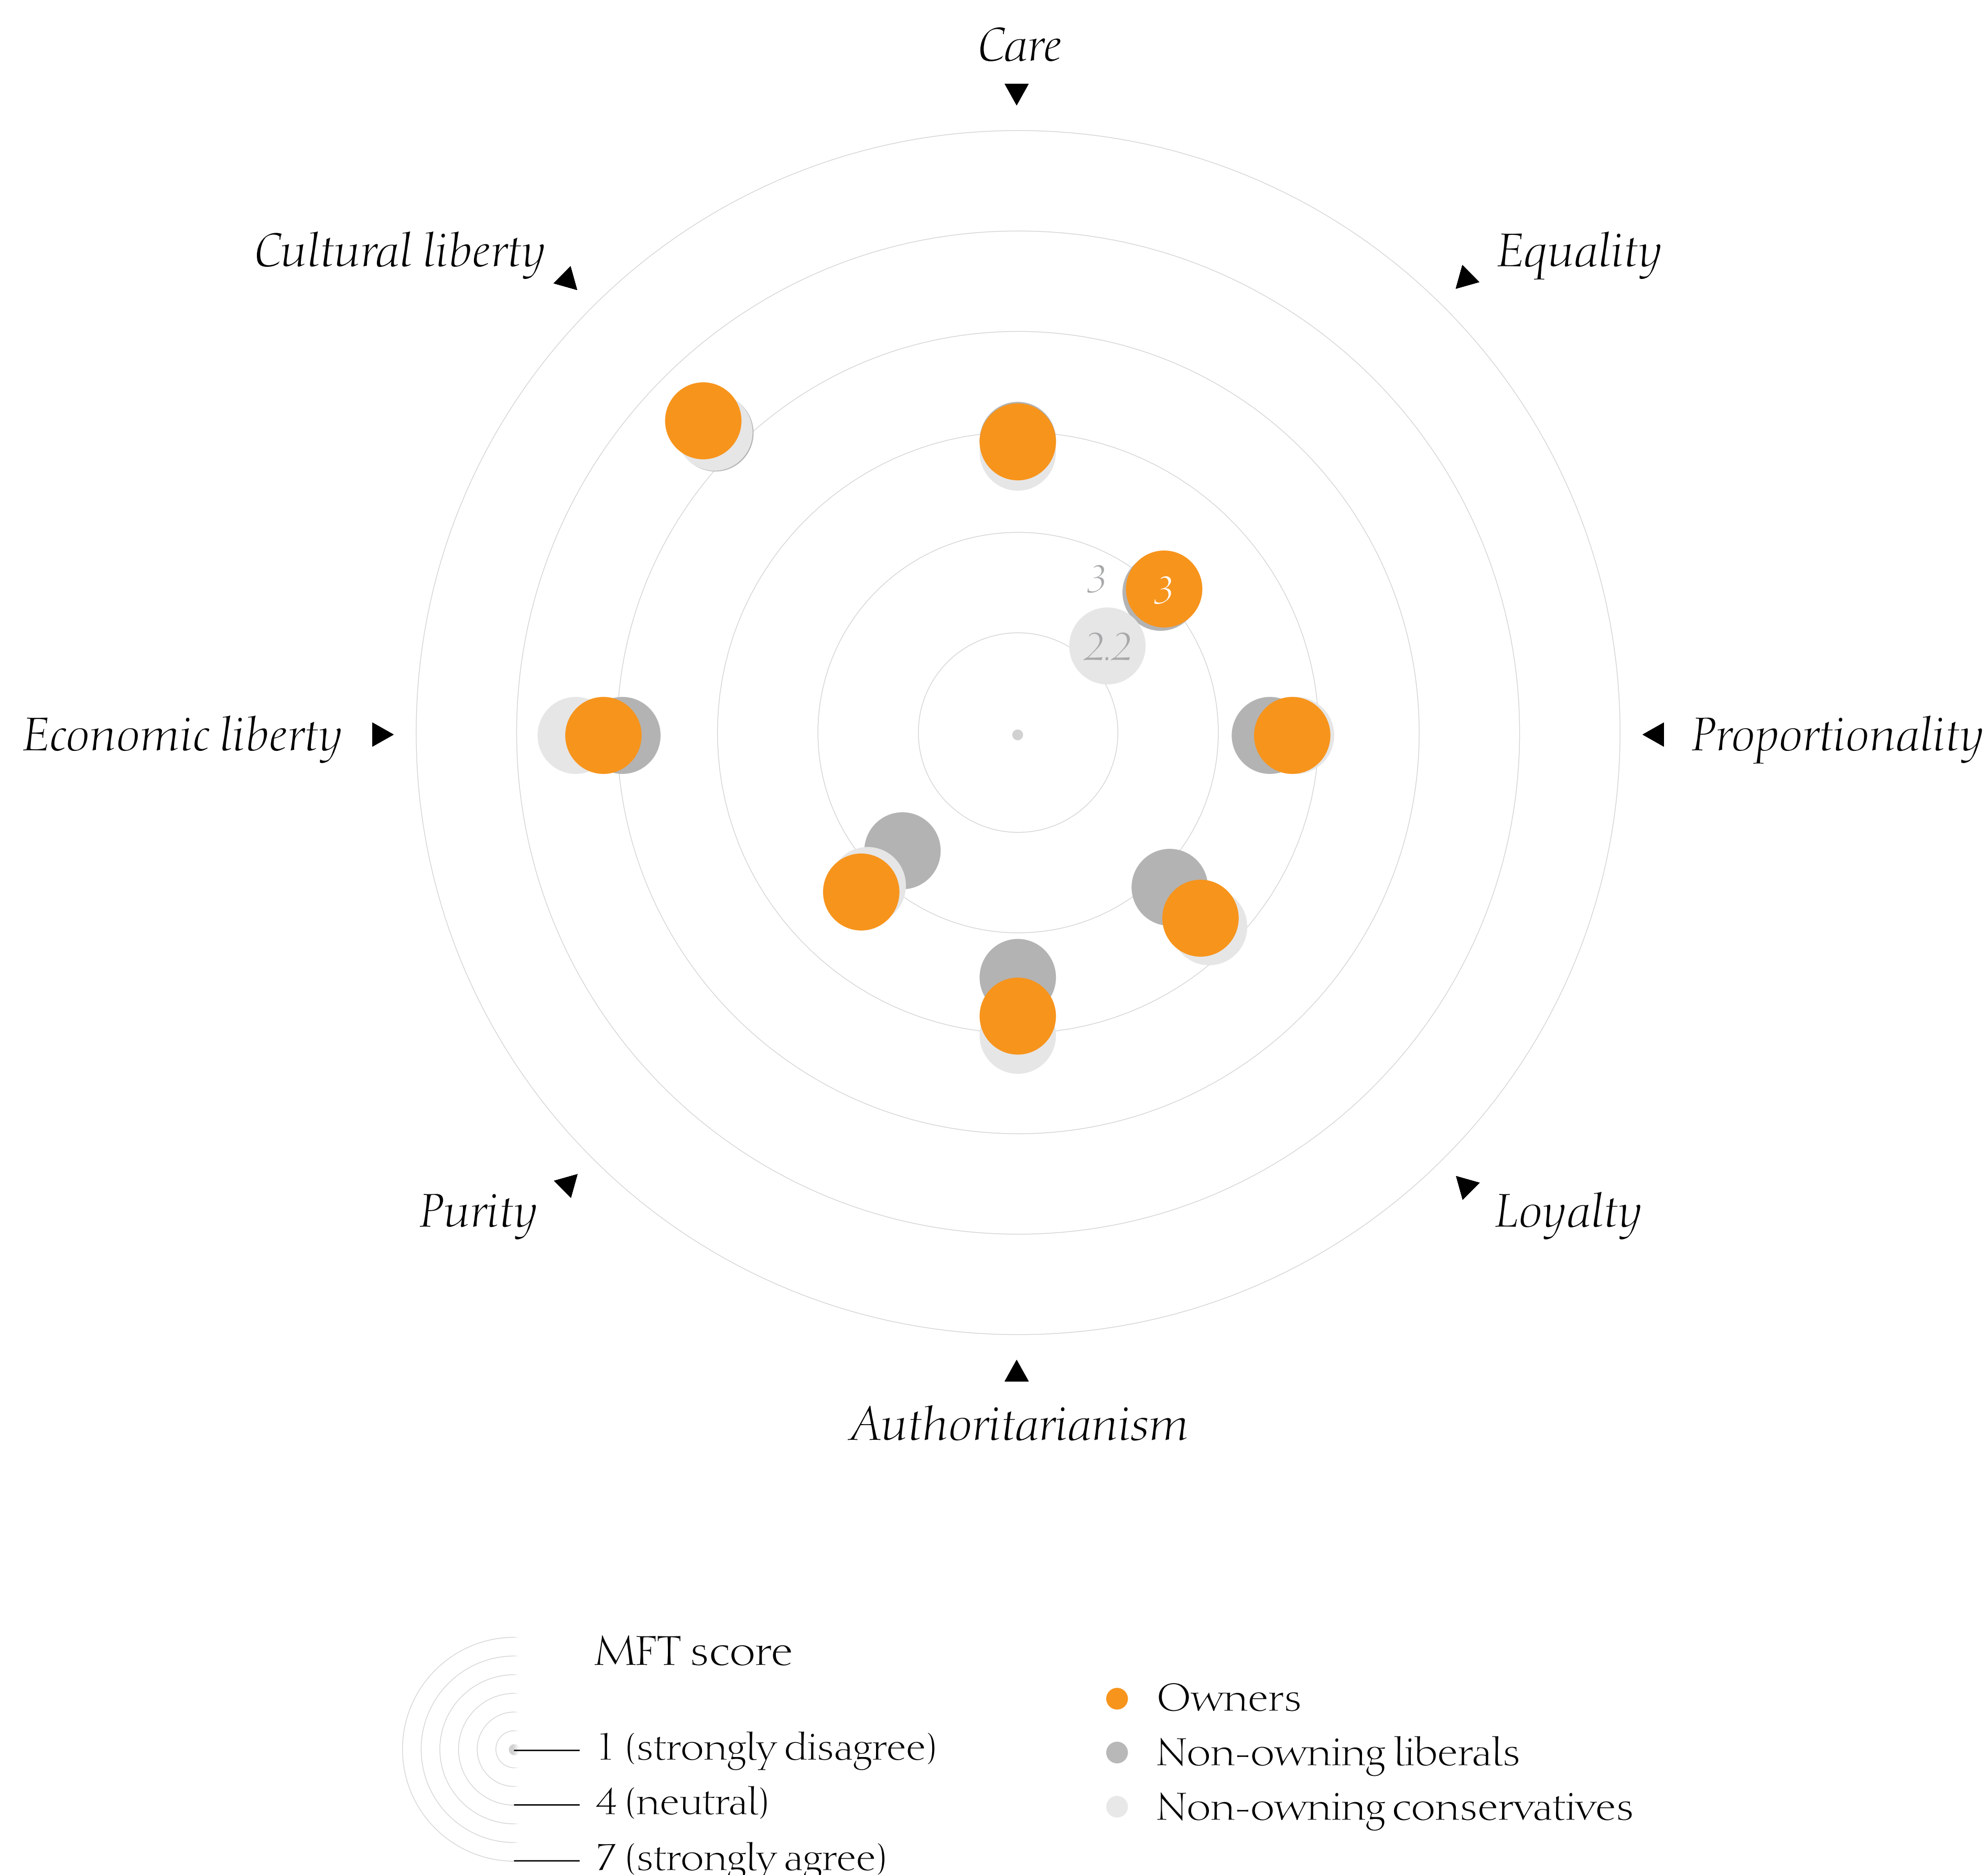 Care
Cultural liberty
Equality
3
3
2.2
Economic liberty
Proportionality
Purity
Loyalty
Authoritarianism
MFT score
1 (strongly disagree)
4 (neutral)
7 (strongly agree)
Owners
Non-owning liberals
Non-owning conservatives